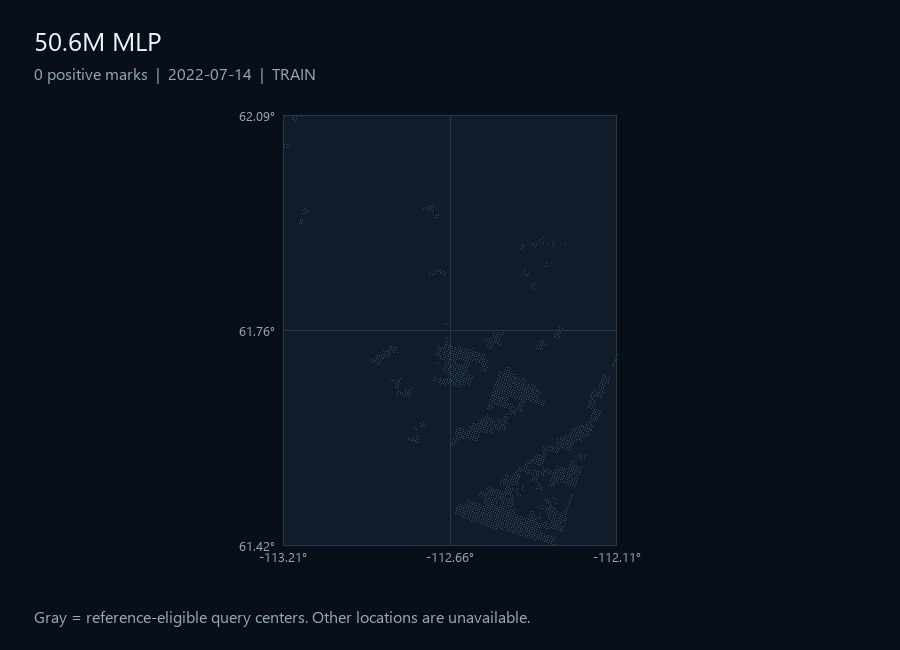 50.6M MLP
0 positive marks | 2022-07-14 | TRAIN
62.09°
61.76°
61.42°
-113.21° -112.66° -112.11°
Gray = reference-eligible query centers. Other locations are unavailable.